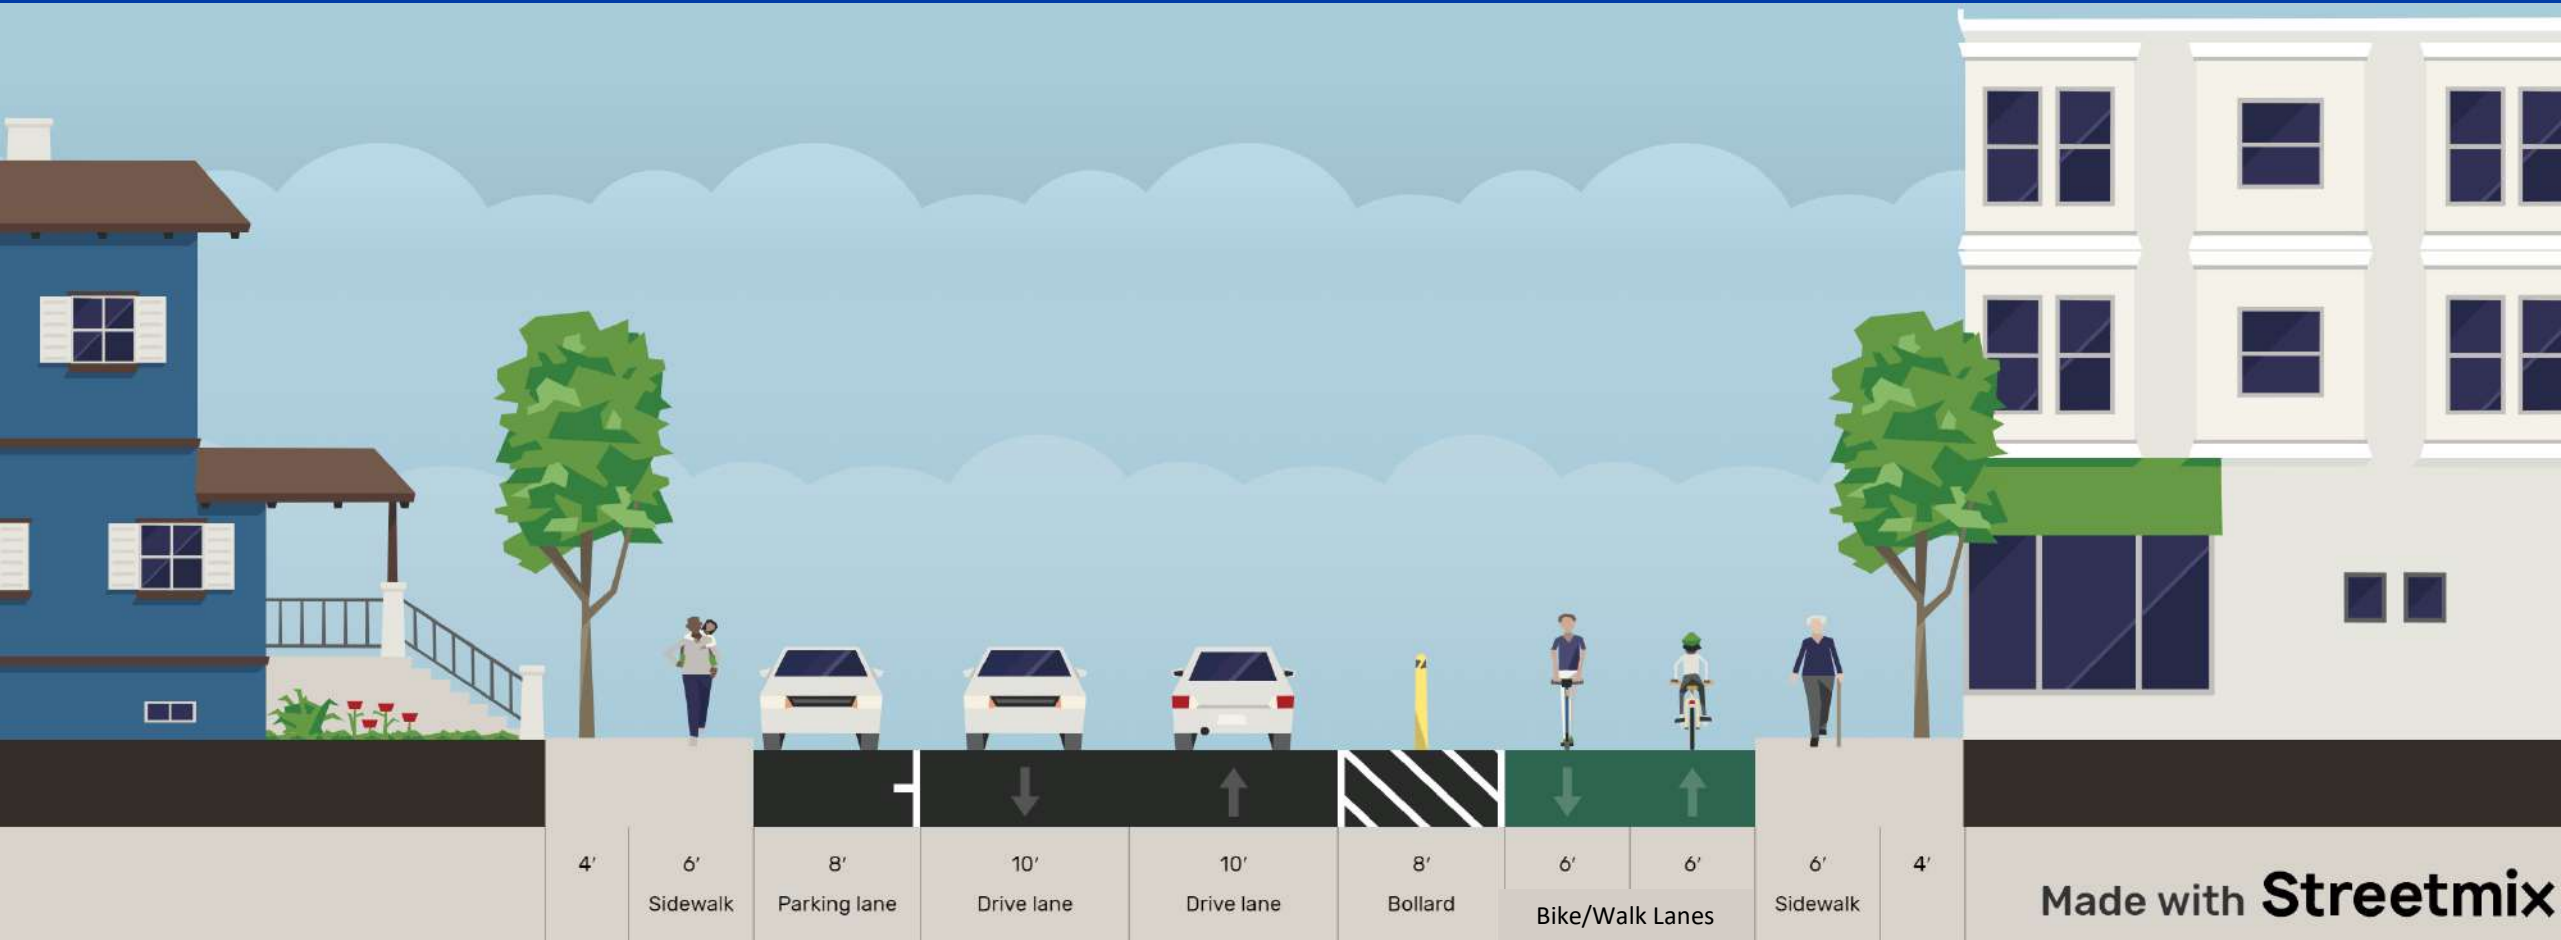 4′ 6′ 8′ 10′ 10′ 8′ 6′ 6′ 6′ 4′
Sidewalk Parking lane Drive lane Drive lane Bollard Bike/Walk Lanes Sidewalk
Made with Streetmix